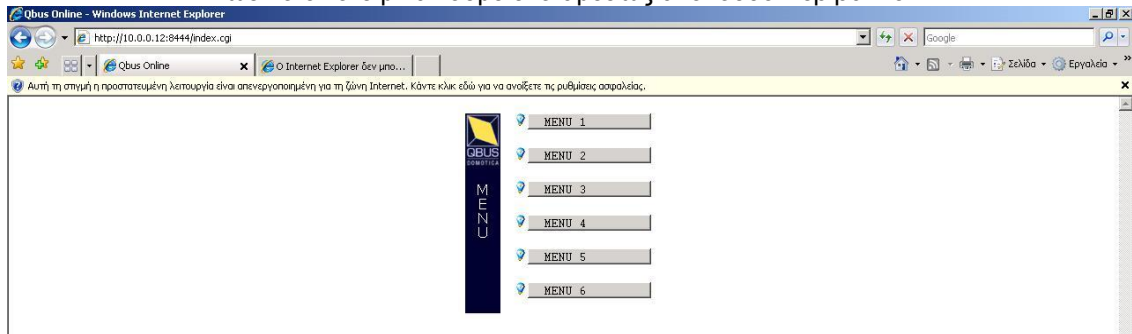 Qbus Online - Windows Internet Explorer
http://10.0.0.12:8444/index.cgi
Google
Qbus Online
Ο Internet Explorer δεν μπο...
Σελίδα
Εργαλεία
Αυτή τη στιγμή η προστατευμένη λειτουργία είναι απενεργοποιημένη για τη ζώνη Internet. Κάντε κλικ εδώ για να ανοίξετε τις ρυθμίσεις ασφαλείας.
QBUS
DOMOTICA
MENU
MENU 1
MENU 2
MENU 3
MENU 4
MENU 5
MENU 6